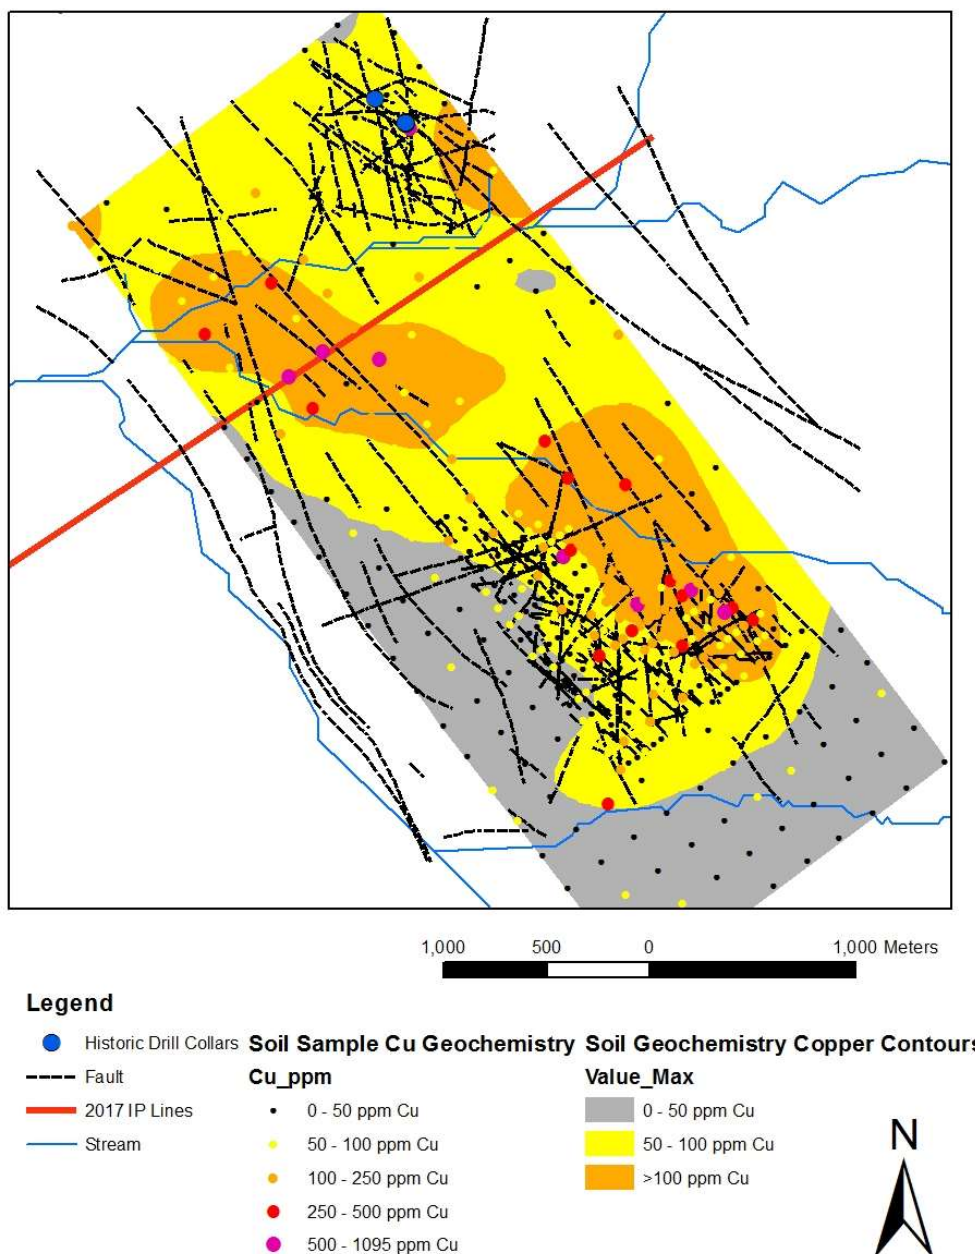 1,000 500 0 1,000 Meters
Legend
Historic Drill Collars
Fault
2017 IP Lines
Stream
Soil Sample Cu Geochemistry
Cu_ppm
0 - 50 ppm Cu
50 - 100 ppm Cu
100 - 250 ppm Cu
250 - 500 ppm Cu
500 - 1095 ppm Cu
Soil Geochemistry Copper Contours
Value_Max
0 - 50 ppm Cu
50 - 100 ppm Cu
>100 ppm Cu
N